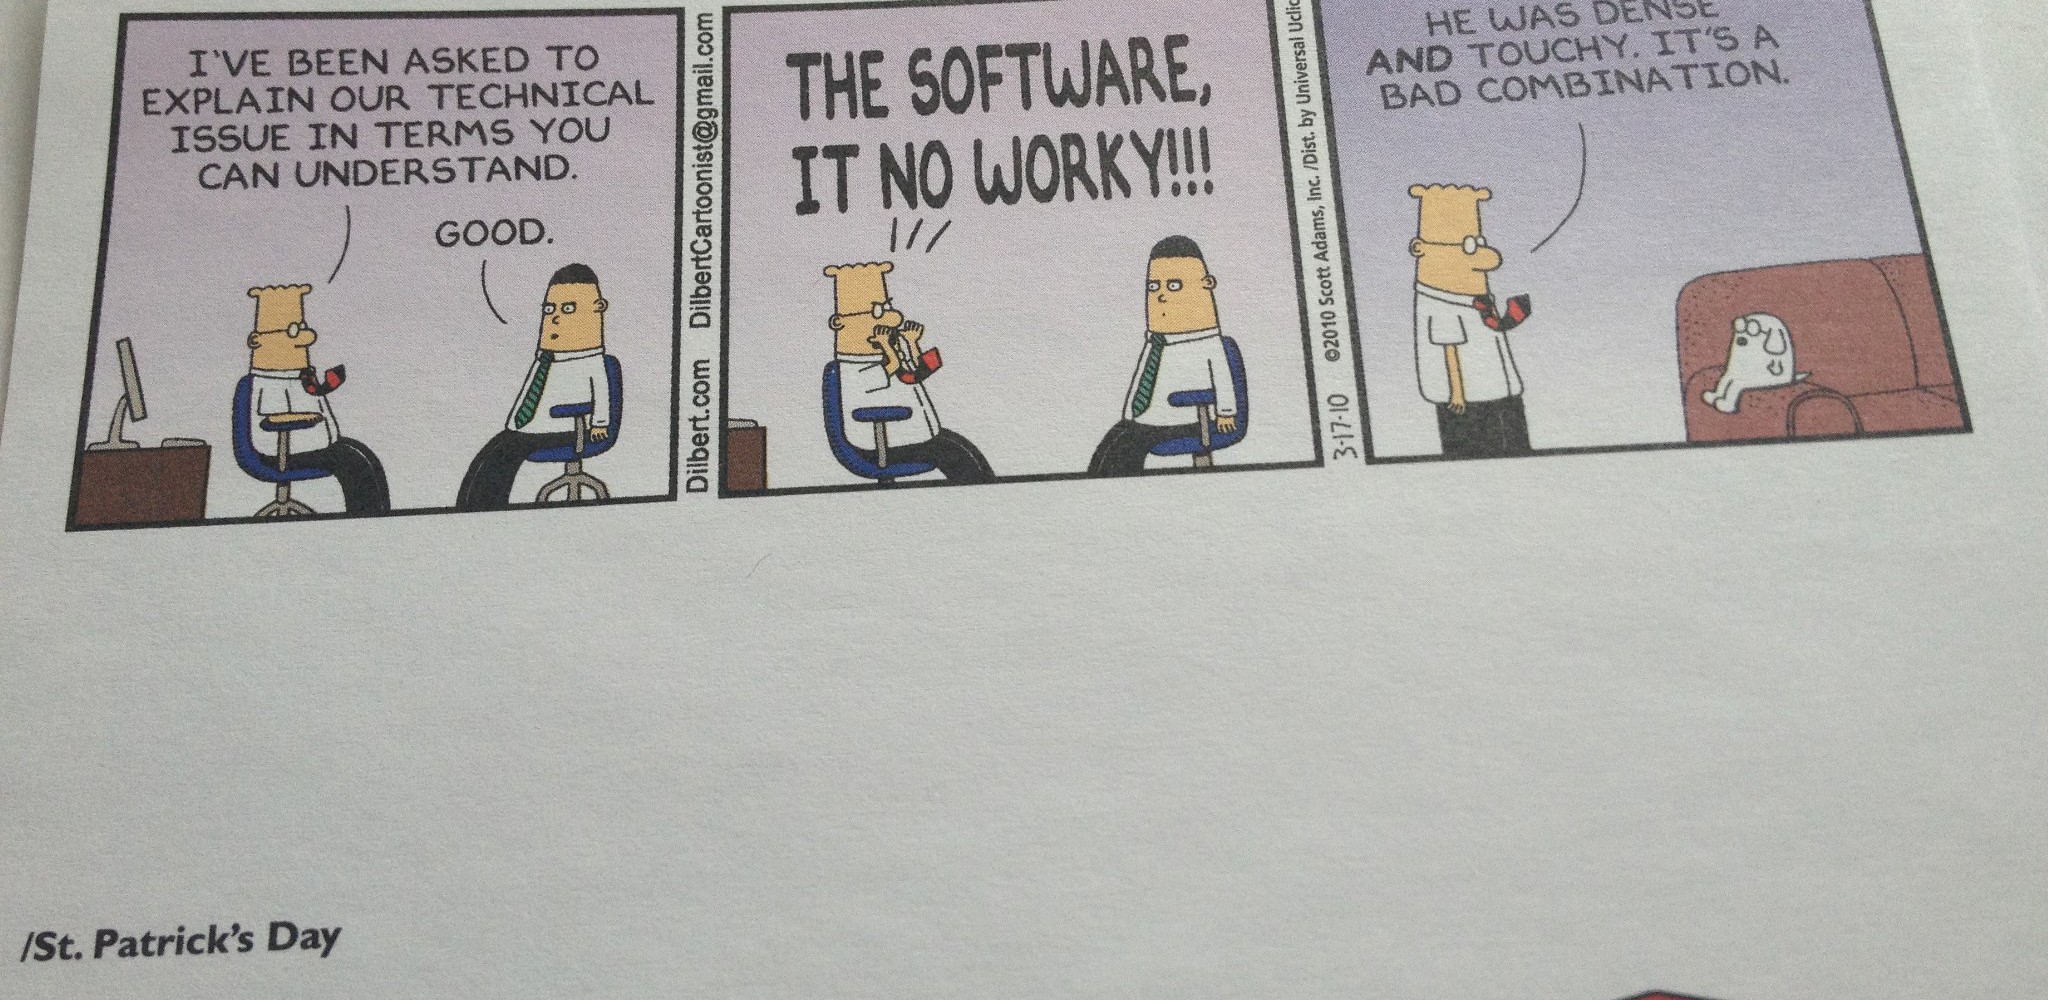 I'VE BEEN ASKED TO
EXPLAIN OUR TECHNICAL
ISSUE IN TERMS YOU
CAN UNDERSTAND.
GOOD.
Dilbert.com DilbertCartoonist@gmail.com
THE SOFTWARE,
IT NO WORKY!!!
3-17-10 ©2010 Scott Adams, Inc. /Dist. by Universal Uclic
HE WAS DENSE
AND TOUCHY. IT'S A
BAD COMBINATION.
/St. Patrick's Day